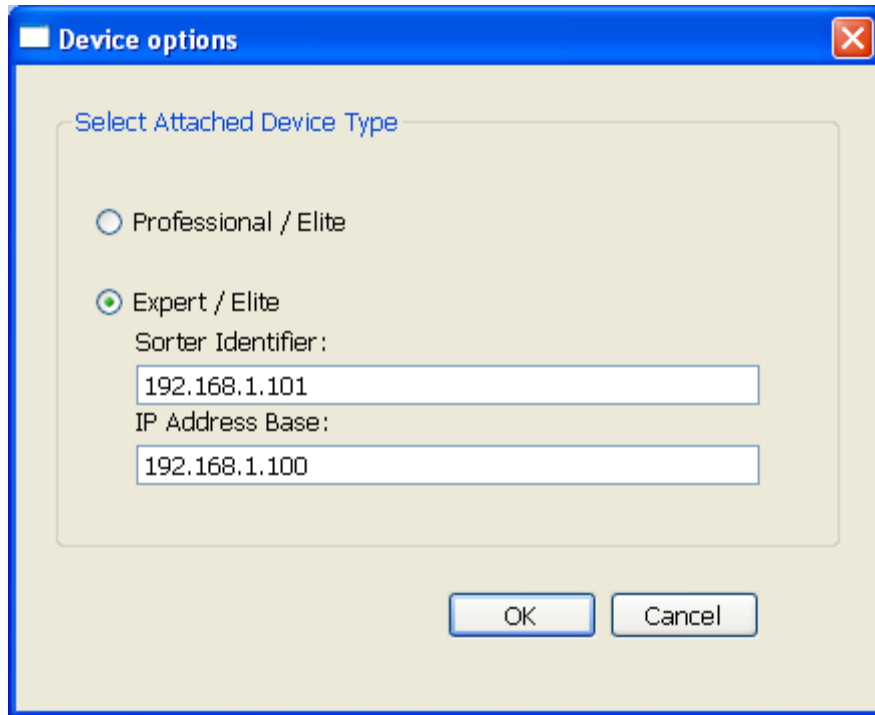 Device options
Select Attached Device Type
Professional / Elite
Expert / Elite
Sorter Identifier:
192.168.1.101
IP Address Base:
192.168.1.100
OK Cancel